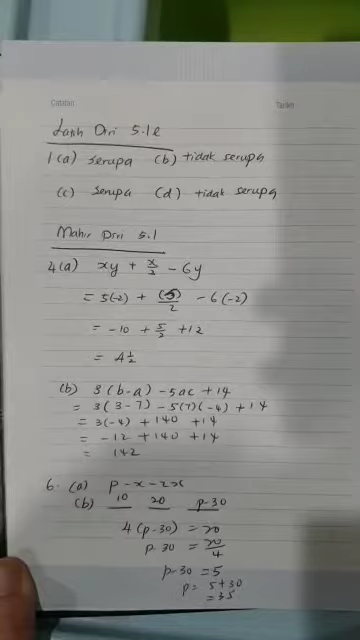 Catatan Tarikh
Latih Diri 5.1e
1(a) serupa (b) tidak serupa
(c) serupa (d) tidak serupa
Mahir Diri 5.1
4(a) xy + x/2 - 6y
= 5(-2) + (5)/2 - 6(-2)
= -10 + 5/2 + 12
= 4 1/2
(b) 3(b-a) - 5ac + 14
= 3(3-7) - 5(7)(-4) + 14
= 3(-4) + 140 + 14
= -12 + 140 + 14
= 142
6. (a) p - x - 2x
(b) 10 20 p-30
4(p-30) = 20
p-30 = 20/4
p-30 = 5
p = 5+30
= 35